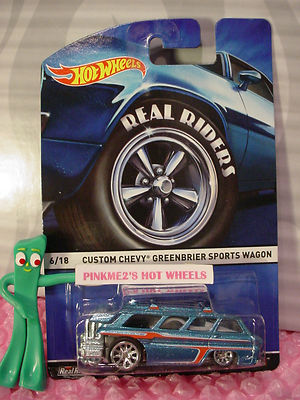 HOT WHEELS
REAL RIDERS
6/18
CUSTOM CHEVY® GREENBRIER SPORTS WAGON
PINKME2'S HOT WHEELS